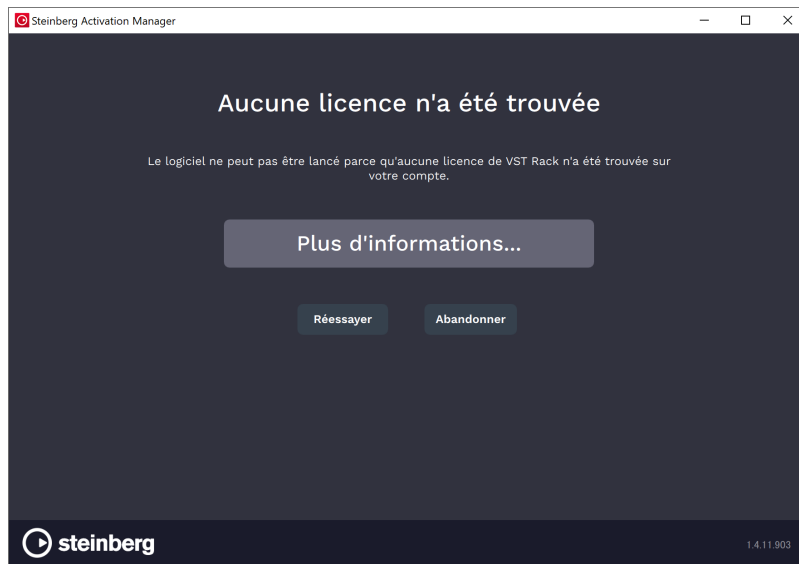 Steinberg Activation Manager
Aucune licence n'a été trouvée
Le logiciel ne peut pas être lancé parce qu'aucune licence de VST Rack n'a été trouvée sur
votre compte.
Plus d'informations...
Réessayer
Abandonner
steinberg
1.4.11.903